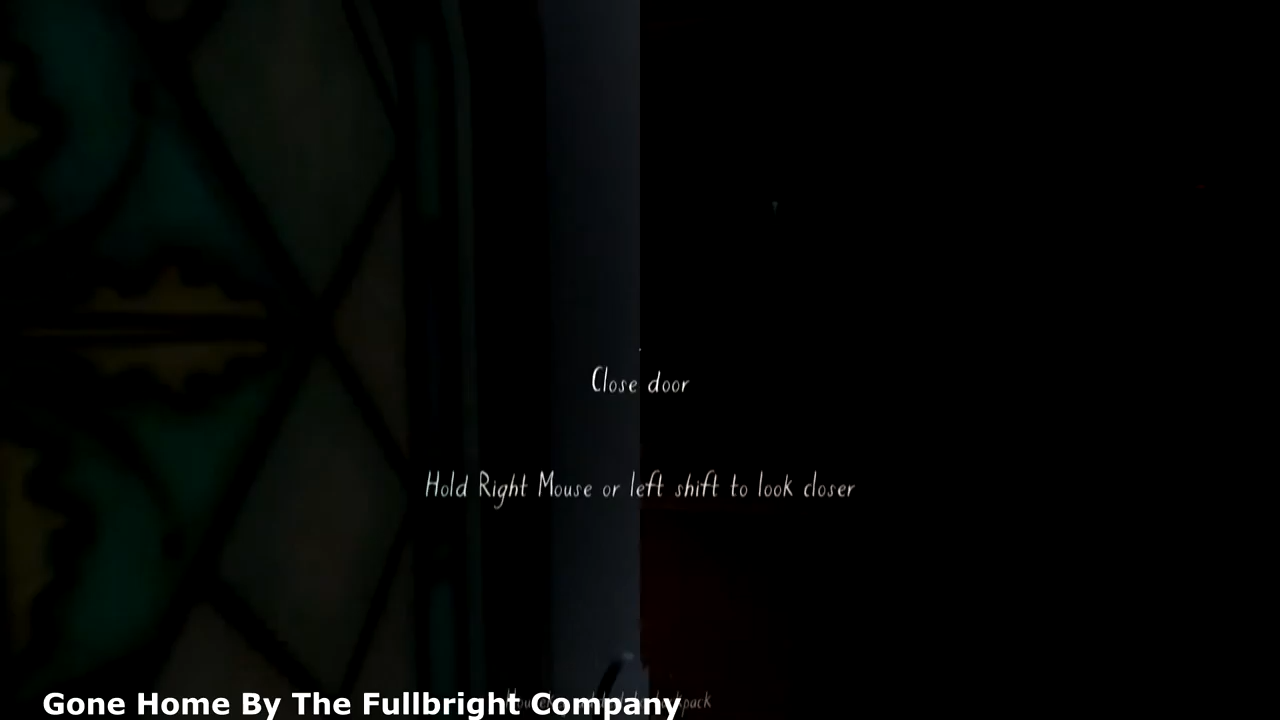 Close door
Hold Right Mouse or left shift to look closer
Gone Home By The Fullbright Company